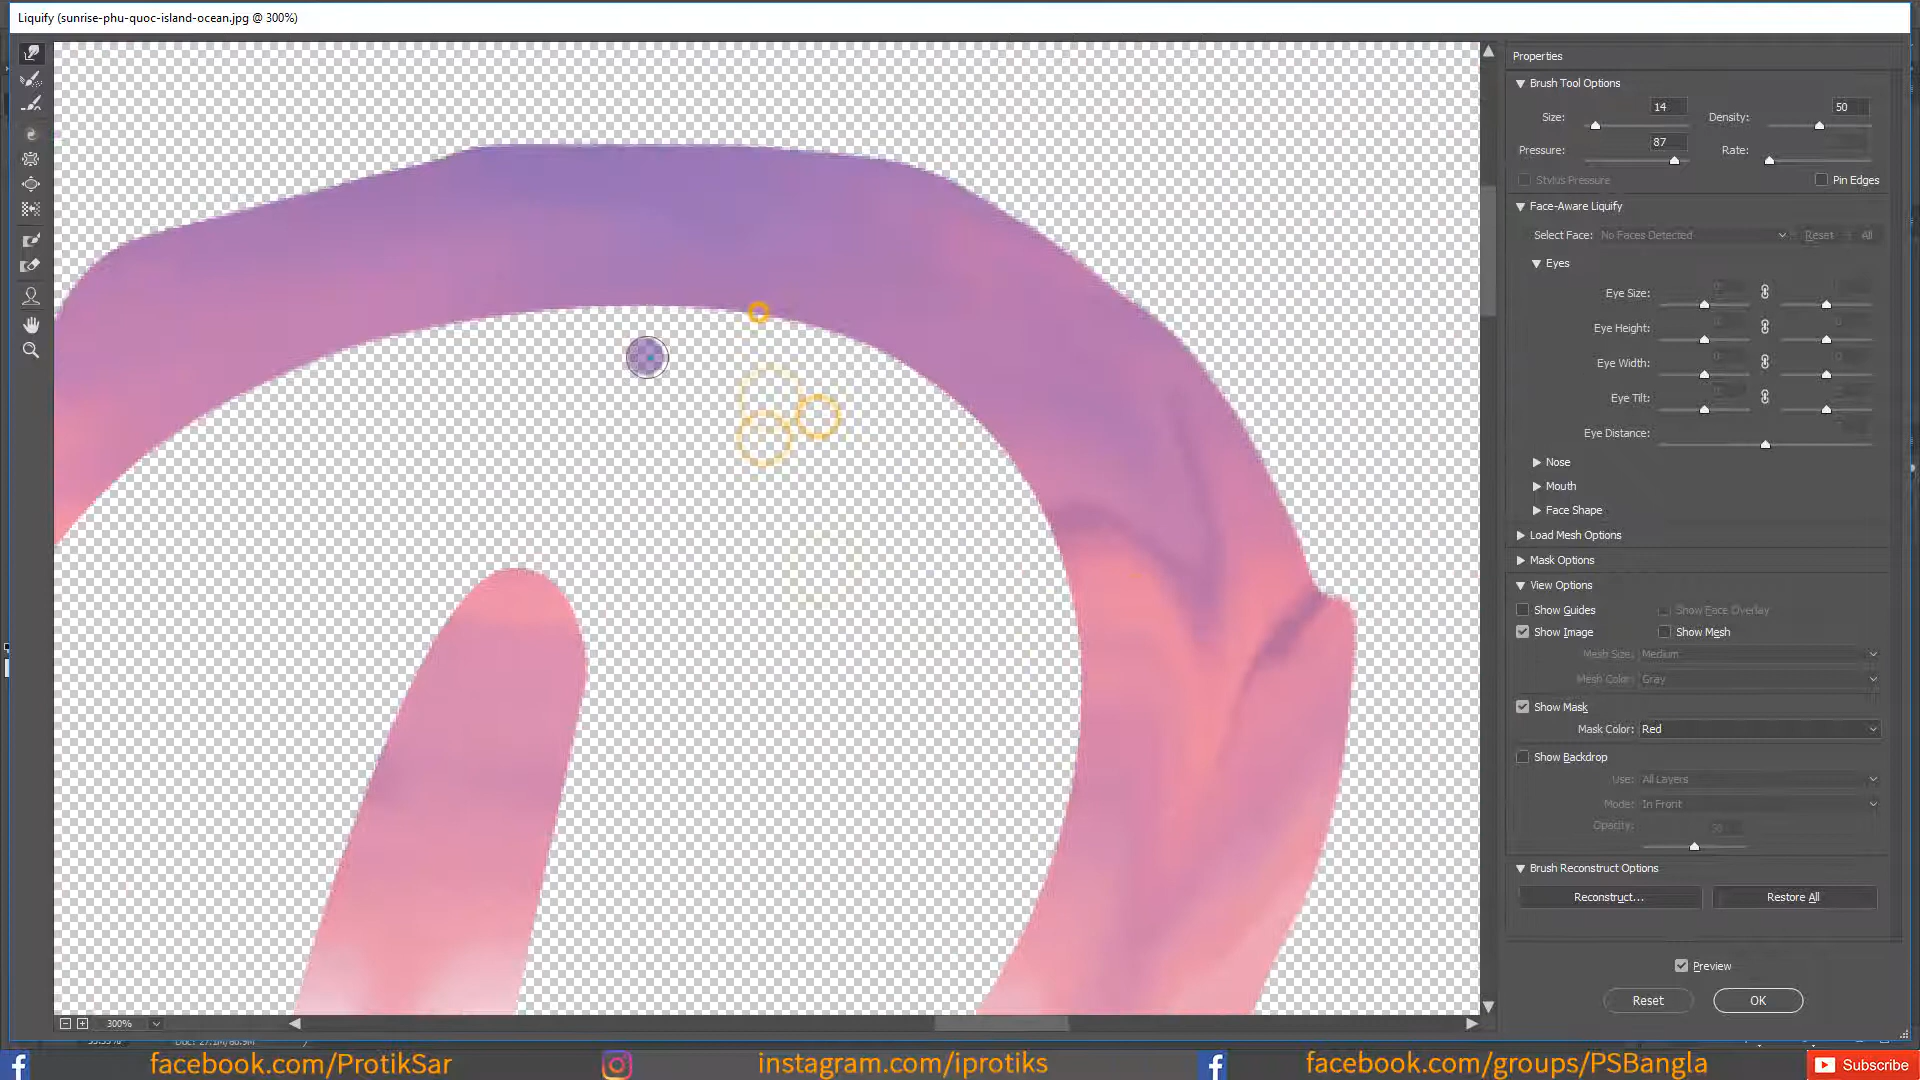 Liquify (sunrise-phu-quoc-island-ocean.jpg @ 300%)
Properties
Brush Tool Options
Size: 14 Density: 50
Pressure: 87 Rate:
Stylus Pressure Pin Edges
Face-Aware Liquify
Select Face: No Faces Detected Reset All
Eyes
Eye Size:
Eye Height:
Eye Width:
Eye Tilt:
Eye Distance:
Nose
Mouth
Face Shape
Load Mesh Options
Mask Options
View Options
Show Guides Show Face Overlay
Show Image Show Mesh
Mesh Size: Medium
Mesh Color: Gray
Show Mask
Mask Color: Red
Show Backdrop
Use: All Layers
Mode: In Front
Opacity: 50
Brush Reconstruct Options
Reconstruct... Restore All
Preview
Reset OK
300%
facebook.com/ProtikSar instagram.com/iprotiks facebook.com/groups/PSBangla Subscribe